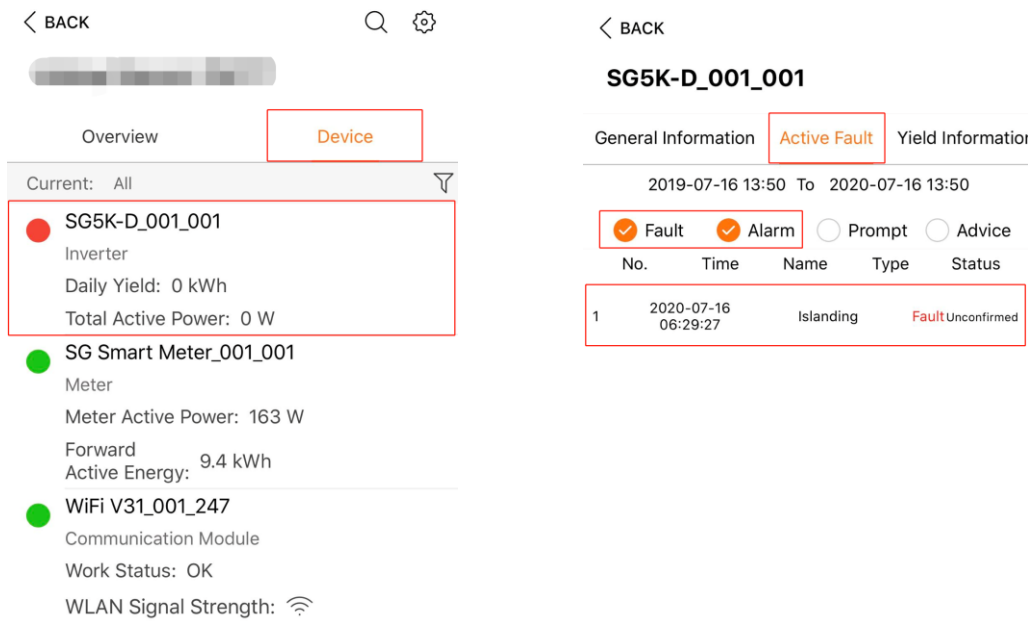 BACK
Overview
Device
Current: All
SG5K-D_001_001
Inverter
Daily Yield: 0 kWh
Total Active Power: 0 W
SG Smart Meter_001_001
Meter
Meter Active Power: 163 W
Forward
Active Energy: 9.4 kWh
WiFi V31_001_247
Communication Module
Work Status: OK
WLAN Signal Strength:
BACK
SG5K-D_001_001
General Information Active Fault Yield Information
2019-07-16 13:50 To 2020-07-16 13:50
Fault Alarm Prompt Advice
No. Time Name Type Status
1 2020-07-16 06:29:27 Islanding Fault Unconfirmed